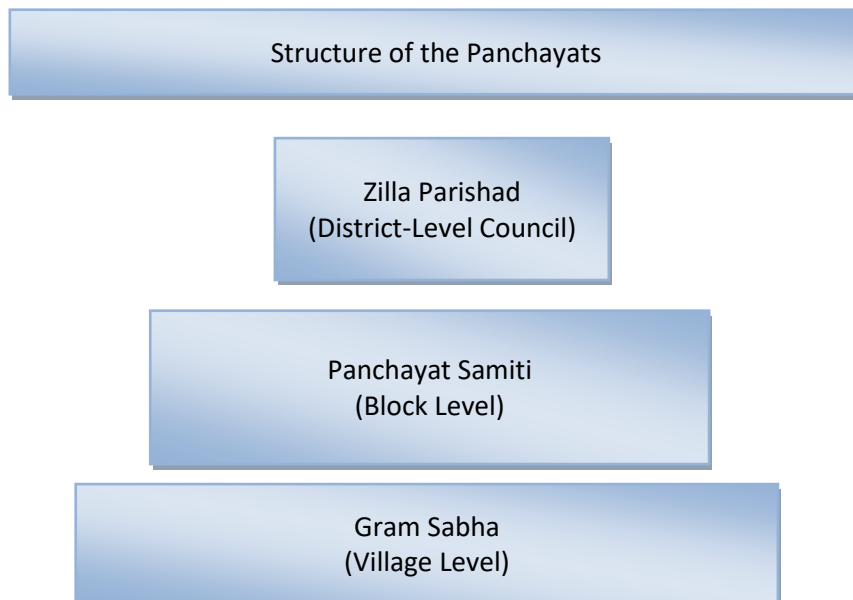 Structure of the Panchayats
Zilla Parishad
(District-Level Council)
Panchayat Samiti
(Block Level)
Gram Sabha
(Village Level)